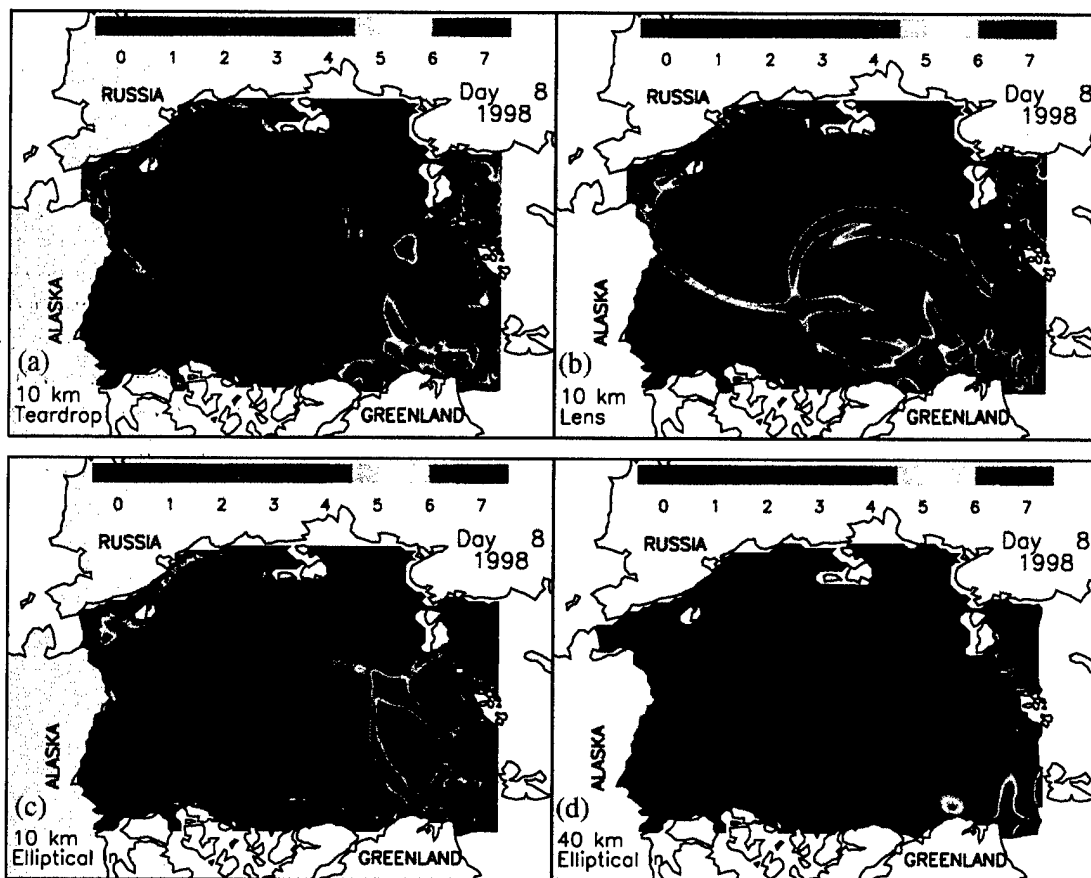 0 1 2 3 4 5 6 7
RUSSIA
Day 8
1998
ALASKA
(a)
10 km
Teardrop
GREENLAND
0 1 2 3 4 5 6 7
RUSSIA
Day 8
1998
ALASKA
(b)
10 km
Lens
GREENLAND
0 1 2 3 4 5 6 7
RUSSIA
Day 8
1998
ALASKA
(c)
10 km
Elliptical
GREENLAND
0 1 2 3 4 5 6 7
RUSSIA
Day 8
1998
ALASKA
(d)
40 km
Elliptical
GREENLAND